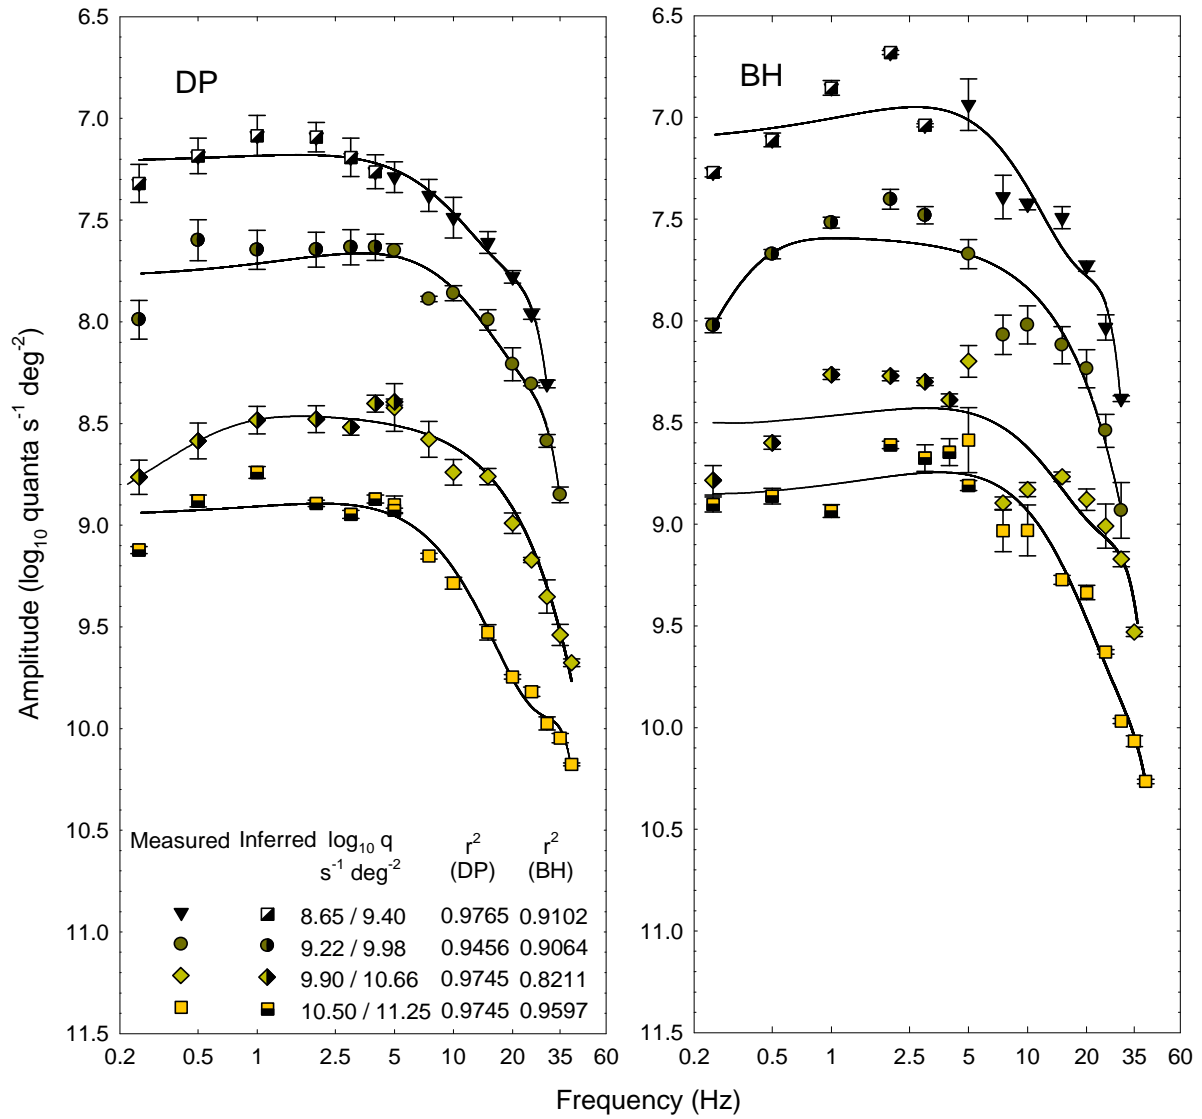 DP
BH
Amplitude (log10 quanta s-1 deg-2)
6.5
7.0
7.5
8.0
8.5
9.0
9.5
10.0
10.5
11.0
11.5
6.5
7.0
7.5
8.0
8.5
9.0
9.5
10.0
10.5
11.0
11.5
Measured Inferred log10 q s-1 deg-2 r2 (DP) r2 (BH)
8.65 / 9.40 0.9765 0.9102
9.22 / 9.98 0.9456 0.9064
9.90 / 10.66 0.9745 0.8211
10.50 / 11.25 0.9745 0.9597
0.2 0.5 1 2.5 5 10 20 35 60
0.2 0.5 1 2.5 5 10 20 35 60
Frequency (Hz)